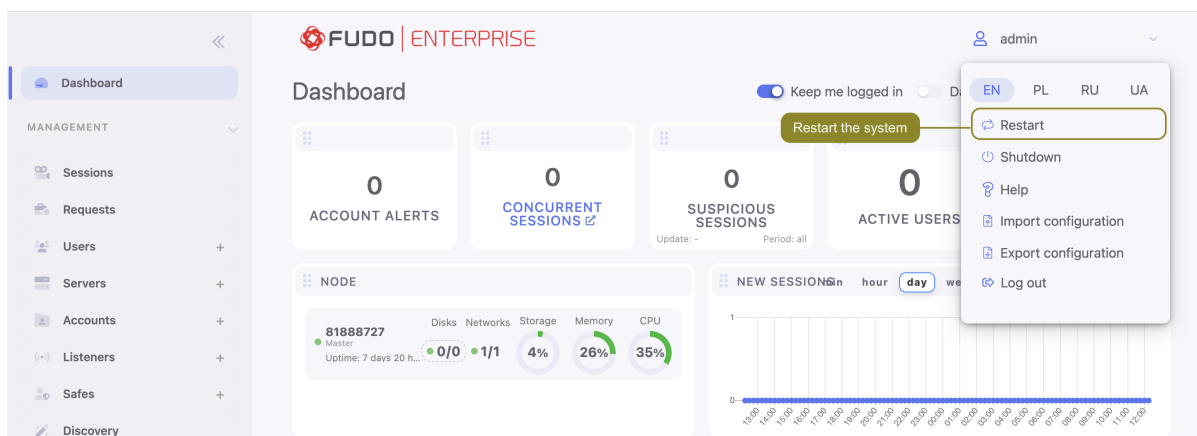 FUDO ENTERPRISE
admin
Dashboard
MANAGEMENT
Sessions
Requests
Users +
Servers +
Accounts +
Listeners +
Safes +
Discovery
Dashboard
Keep me logged in
Da
EN PL RU UA
Restart the system
Restart
Shutdown
Help
Import configuration
Export configuration
Log out
0
ACCOUNT ALERTS
0
CONCURRENT
SESSIONS
0
SUSPICIOUS
SESSIONS
Update: - Period: all
0
ACTIVE USERS
NODE
81888727
Master
Uptime: 7 days 20 h...
Disks Networks Storage Memory CPU
0/0 1/1 4% 26% 35%
NEW SESSIONS hour day we
1
0
13:00 14:00 15:00 16:00 17:00 18:00 19:00 20:00 21:00 22:00 23:00 00:00 01:00 02:00 03:00 04:00 05:00 06:00 07:00 08:00 09:00 10:00 11:00 12:00